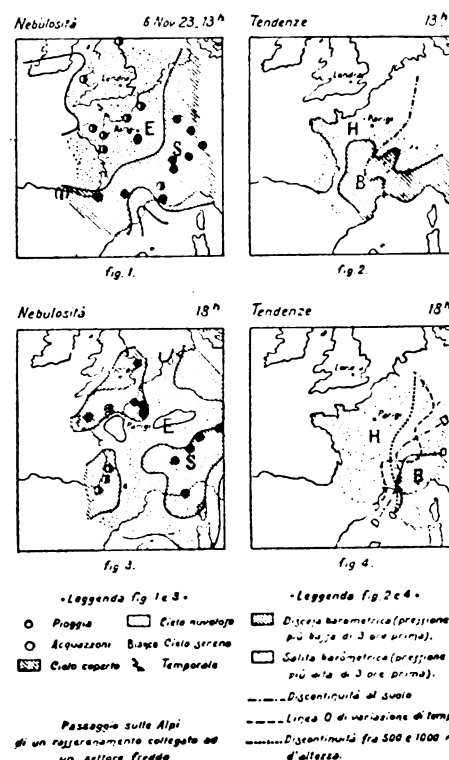 Nebulosità 6 Nov. 23, 13ʰ
Tendenze 13ʰ
Londra
Parigi
E
S
Londra
Parigi
H
B
fig. 1.
fig. 2.
Nebulosità 18ʰ
Tendenze 18ʰ
Parigi
E
S
Parigi
H
B
fig 3.
fig 4.
•Leggenda fig. 1 e 3•
Pioggia
Cielo nuvoloso
Acquazzoni
Bianco Cielo sereno
Cielo coperto
Temporale
Passaggio sulle Alpi
di un rasserenamento collegato ad
un settore freddo
•Leggenda fig. 2 e 4•
Discesa barometrica (pressione
più bassa di 3 ore prima).
Salita barometrica (pressione
più alta di 3 ore prima).
Discontinuità al suolo
Linea O di variazione di temp
Discontinuità fra 500 e 1000 m
d'altezza.